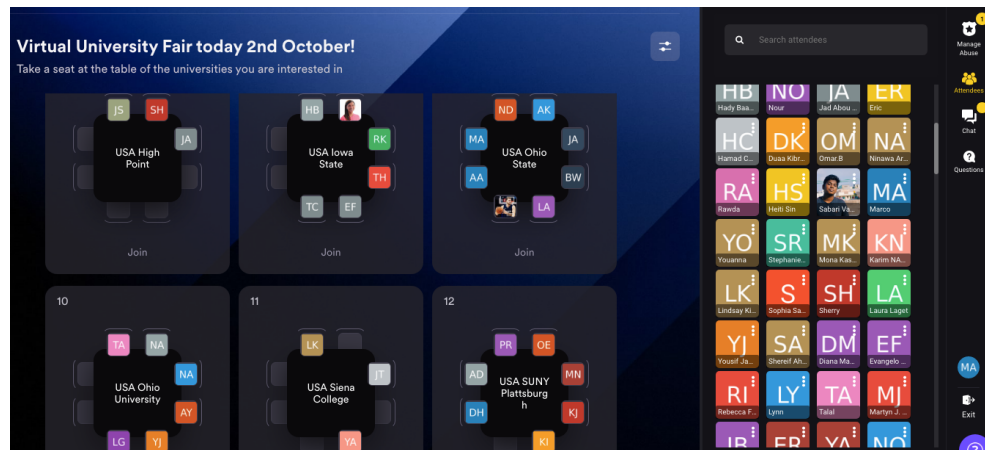 Virtual University Fair today 2nd October!
Take a seat at the table of the universities you are interested in
JS SH
JA
USA High
Point
Join
HB
RK
USA Iowa
State
TH
TC EF
Join
ND AK
MA JA
USA Ohio
State
AA BW
LA
Join
10
TA NA
NA
USA Ohio
University
AY
LG YJ
11
LK
JT
USA Siena
College
YA
12
PR OE
AD MN
USA SUNY
Plattsburg
h
DH KJ
KI
Search attendees
HB NO JA ER
Hady Baa... Nour Jad Abou ... Eric
HC DK OM NA
Hamad C... Duaa Kibr... Omar.B Ninawa Ar...
RA HS MA
Rawda Heiti Sin Sabari Va... Marco
YO SR MK KN
Youanna Stephanie... Mona Kas... Karim NA...
LK S SH LA
Lindsay Ki... Sophia Sa... Sherry Laura Laget
YJ SA DM EF
Yousif Ja... Shereif Ah... Diana Ma... Evangelo ...
RI LY TA MJ
Rebecca F... Lynn Talal Martyn J. ...
ER YA NO
1
Manage
Abuse
Attendees
Chat
Questions
MA
Exit